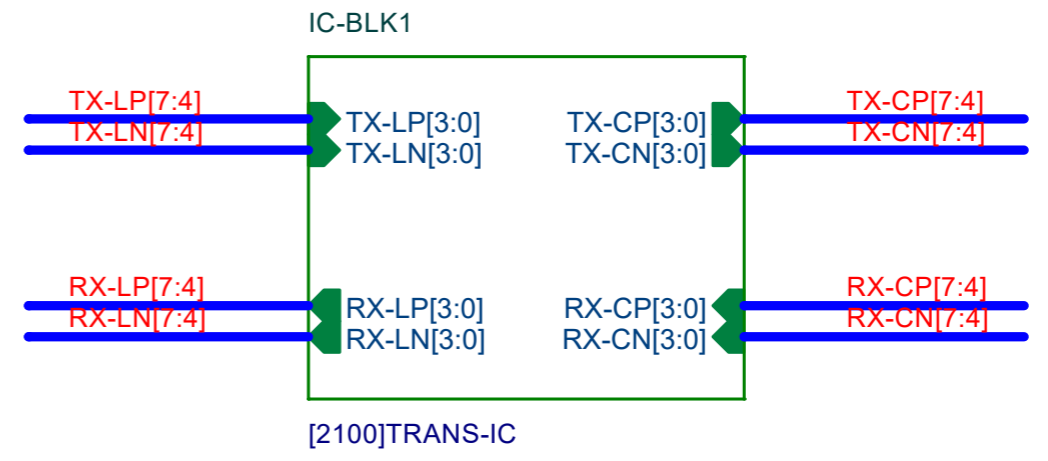 IC-BLK1
TX-LP[7:4]
TX-LN[7:4]
TX-LP[3:0]
TX-LN[3:0]
TX-CP[3:0]
TX-CN[3:0]
TX-CP[7:4]
TX-CN[7:4]
RX-LP[7:4]
RX-LN[7:4]
RX-LP[3:0]
RX-LN[3:0]
RX-CP[3:0]
RX-CN[3:0]
RX-CP[7:4]
RX-CN[7:4]
[2100]TRANS-IC